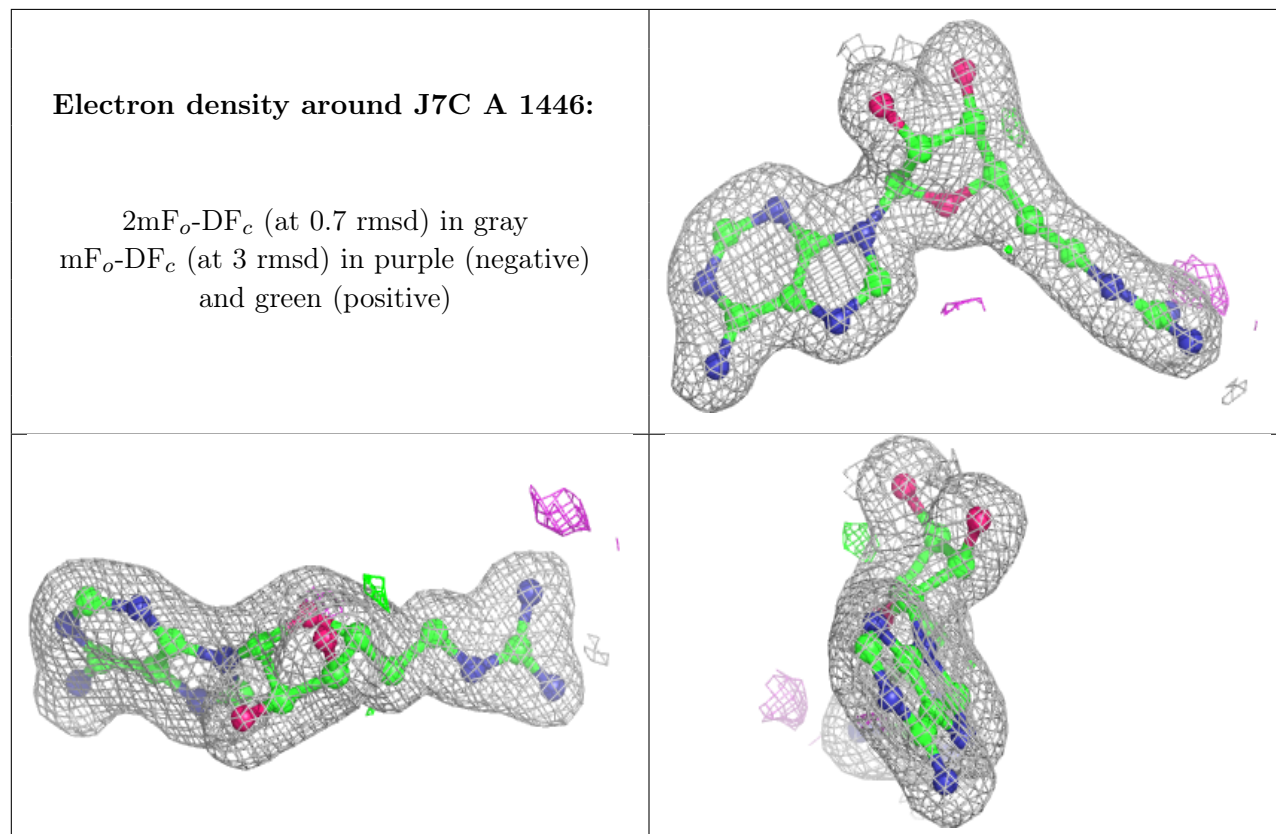 Electron density around J7C A 1446:
2mFo-DFc (at 0.7 rmsd) in gray
mFo-DFc (at 3 rmsd) in purple (negative)
and green (positive)